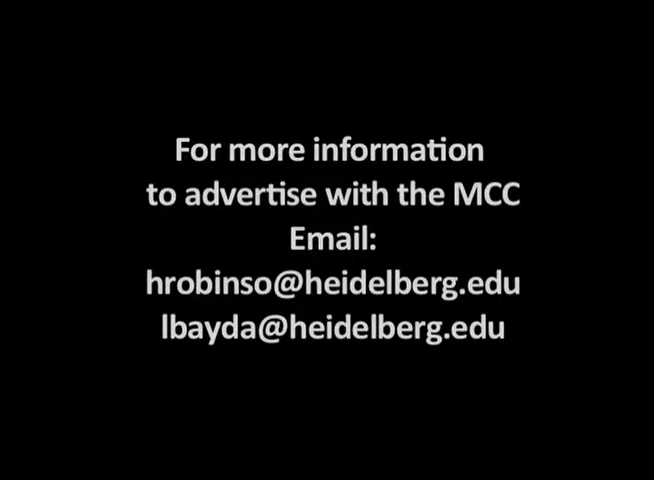 For more information
to advertise with the MCC
Email:
hrobinso@heidelberg.edu
lbayda@heidelberg.edu